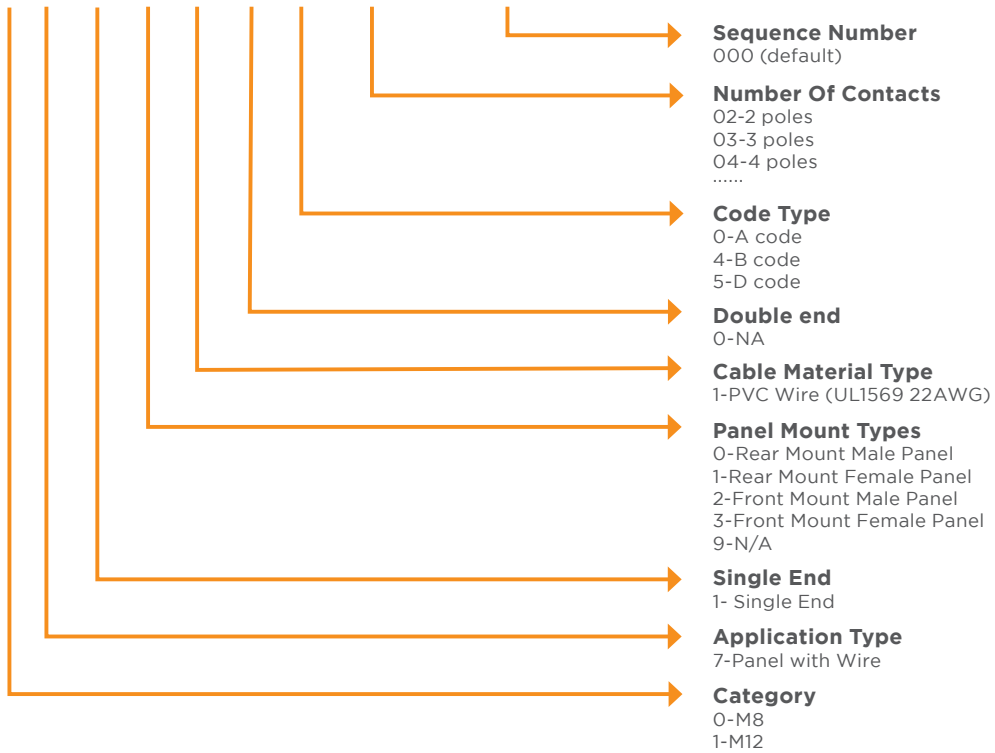 Sequence Number
000 (default)
Number Of Contacts
02-2 poles
03-3 poles
04-4 poles
......
Code Type
0-A code
4-B code
5-D code
Double end
0-NA
Cable Material Type
1-PVC Wire (UL1569 22AWG)
Panel Mount Types
0-Rear Mount Male Panel
1-Rear Mount Female Panel
2-Front Mount Male Panel
3-Front Mount Female Panel
9-N/A
Single End
1- Single End
Application Type
7-Panel with Wire
Category
0-M8
1-M12